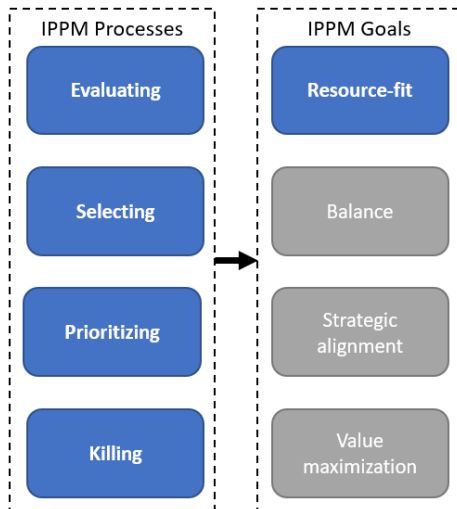 IPPM Processes
Evaluating
Selecting
Prioritizing
Killing
IPPM Goals
Resource-fit
Balance
Strategic
alignment
Value
maximization